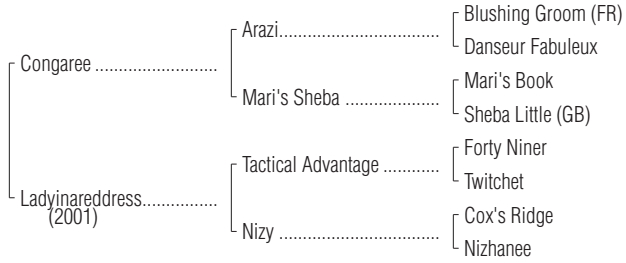 Blushing Groom (FR)
Arazi..........................................
Danseur Fabuleux
Congaree ................................
Mari's Book
Mari's Sheba .........................
Sheba Little (GB)
Forty Niner
Tactical Advantage ...............
Twitchet
Ladyinareddress....................
(2001)
Cox's Ridge
Nizy ..........................................
Nizhanee